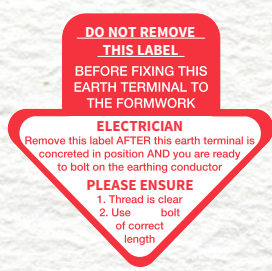 DO NOT REMOVE
THIS LABEL
BEFORE FIXING THIS
EARTH TERMINAL TO
THE FORMWORK
ELECTRICIAN
Remove this label AFTER this earth terminal is
concreted in position AND you are ready
to bolt on the earthing conductor
PLEASE ENSURE
1. Thread is clear
2. Use bolt
of correct
length